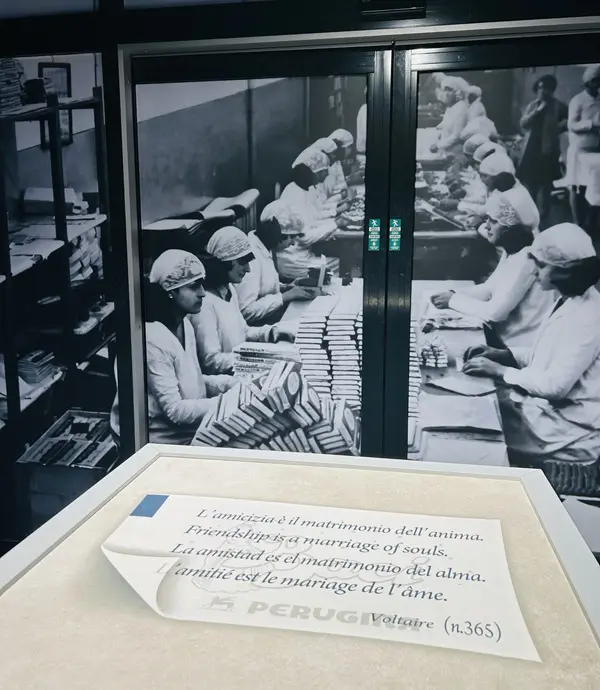 L'amicizia è il matrimonio dell'anima.
Friendship is a marriage of souls.
La amistad es el matrimonio del alma.
L'amitié est le mariage de l'âme.
PERUGINA
Voltaire (n.365)